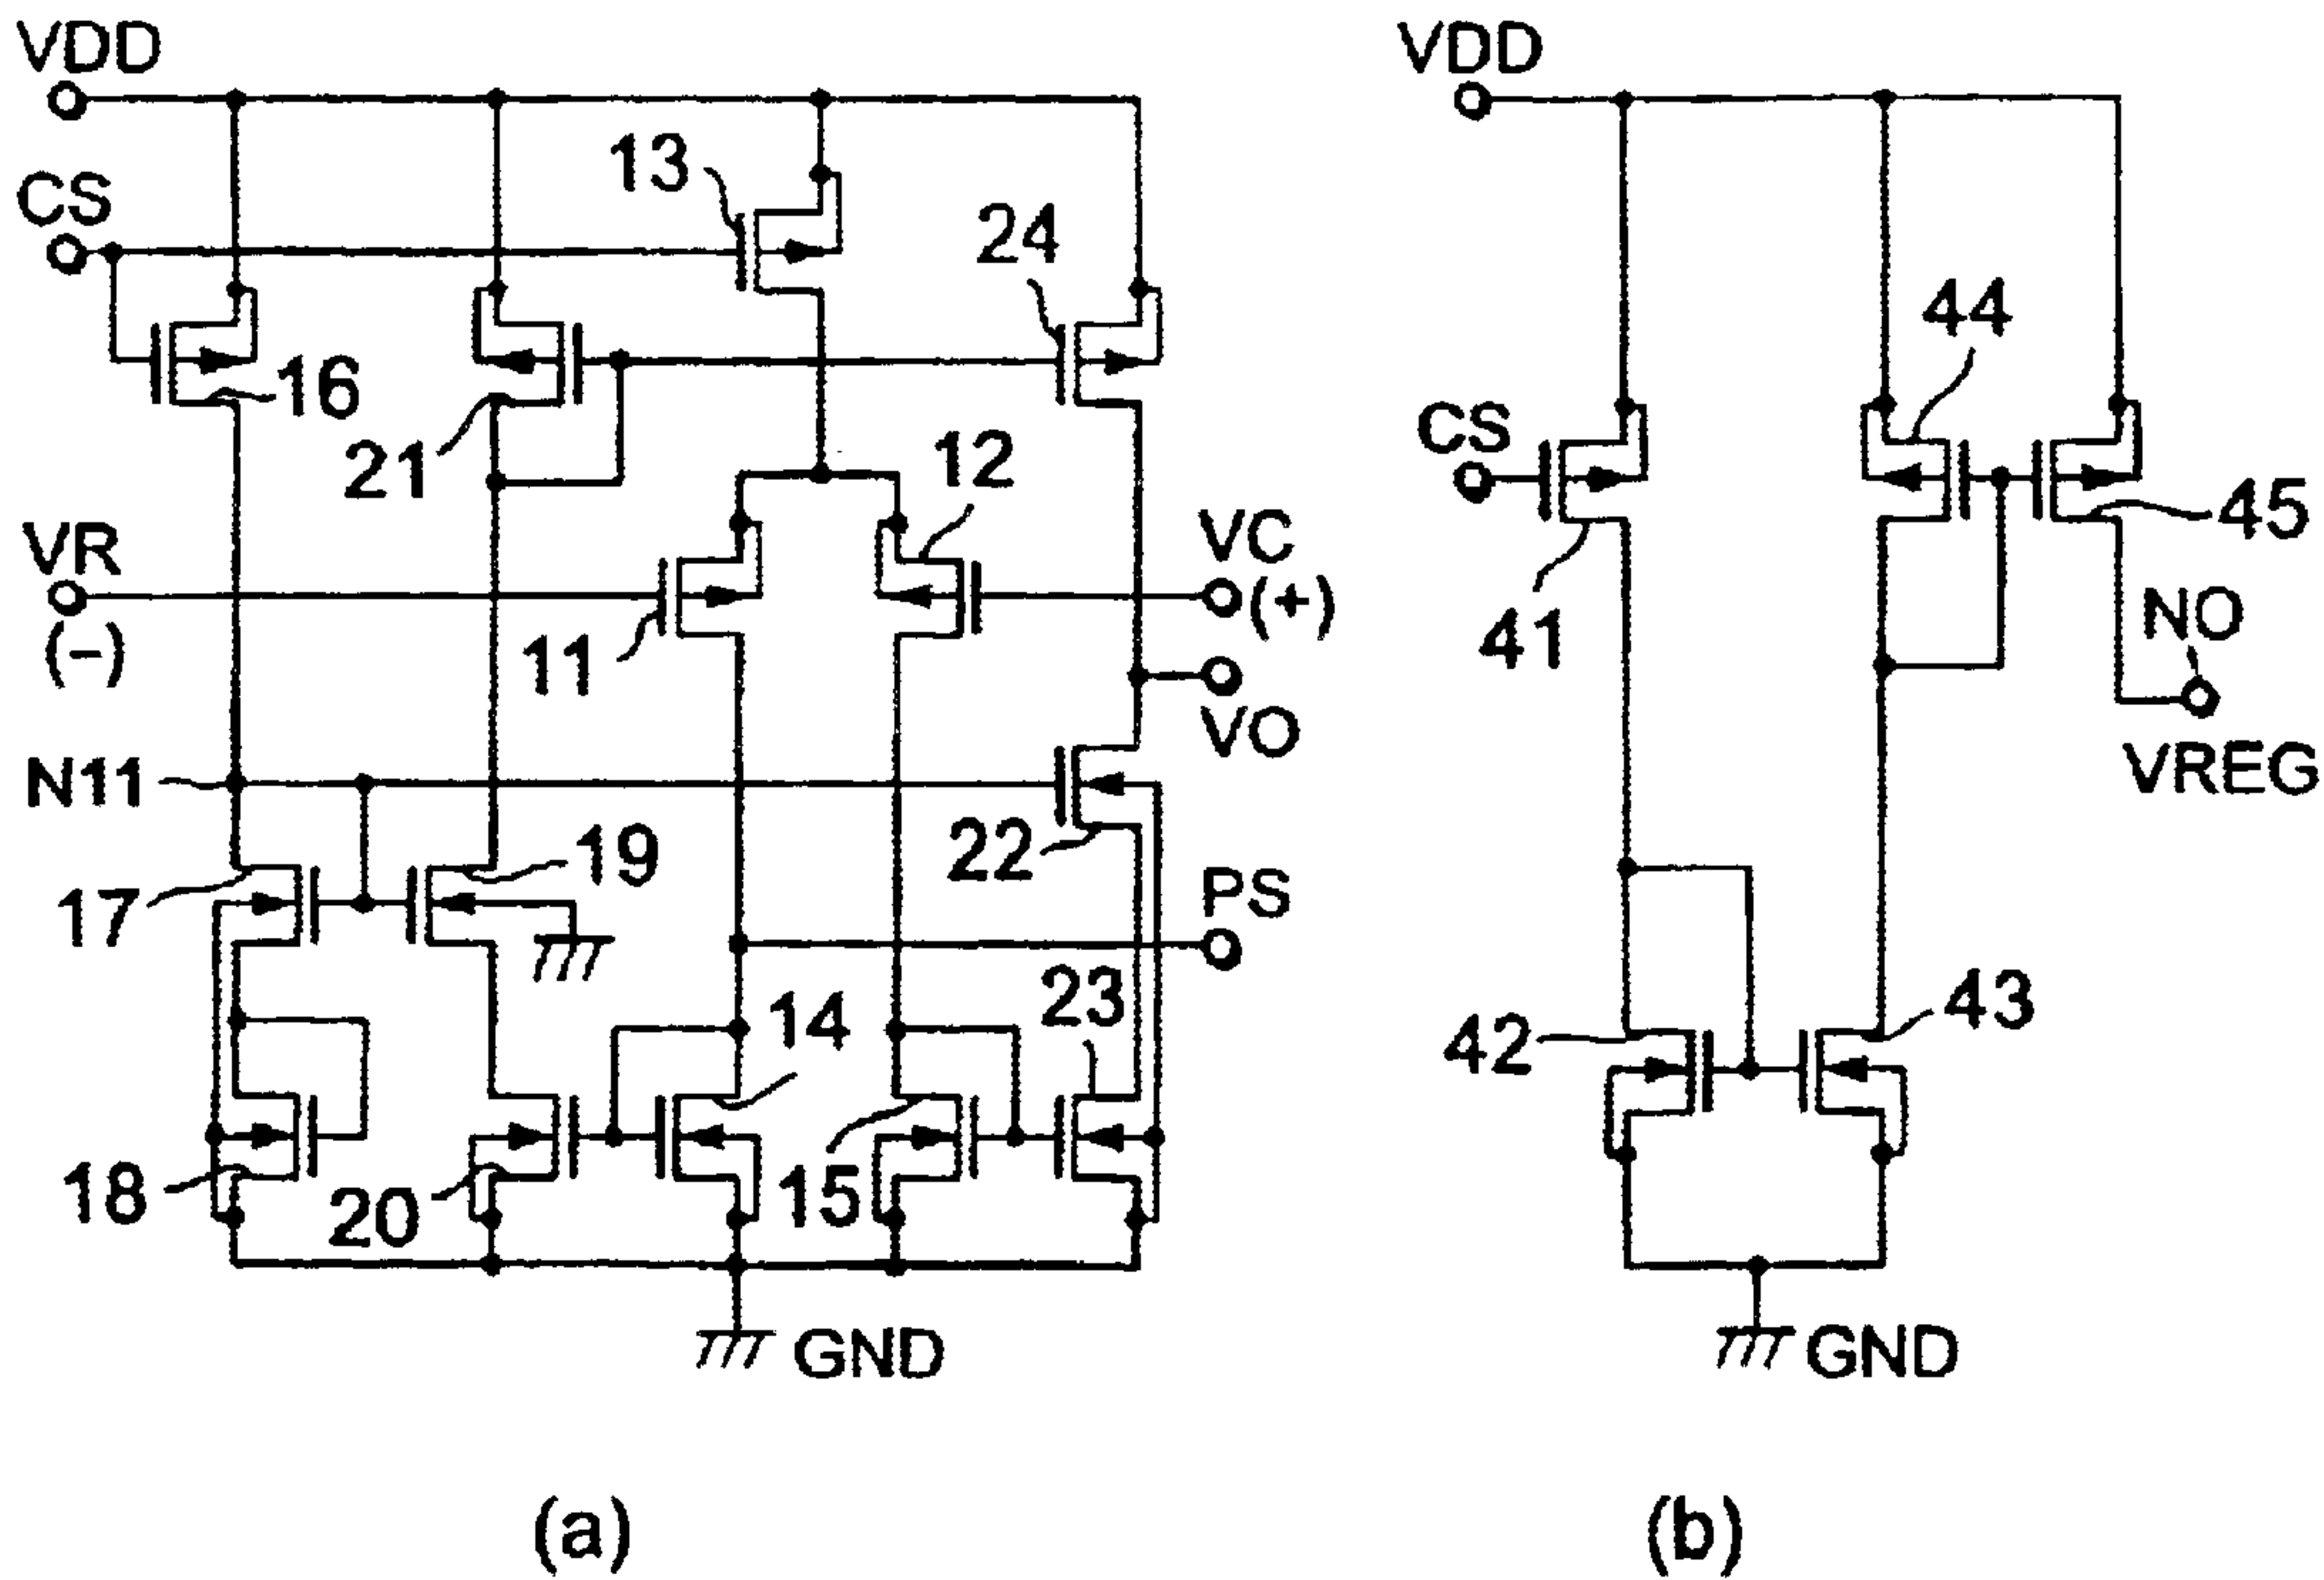 VDD
CS
13
24
16
21
12
VR
(−)
11
VC
(+)
VO
N11
22
19
17
PS
23
14
18
20
15
GND
(a)
VDD
44
CS
45
41
NO
VREG
43
42
GND
(b)